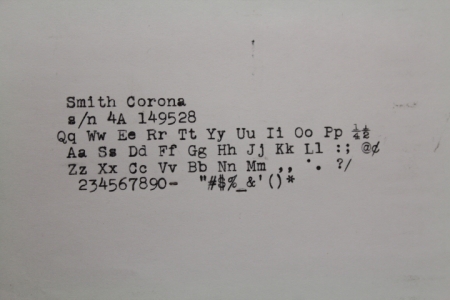 Smith Corona
s/n 4A 149528
Qq Ww Ee Rr Tt Yy Uu Ii Oo Pp ¼½
Aa Ss Dd Ff Gg Hh Jj Kk Ll :; @¢
Zz Xx Cc Vv Bb Nn Mm ,, . ?/
234567890- "#$%_&'()*